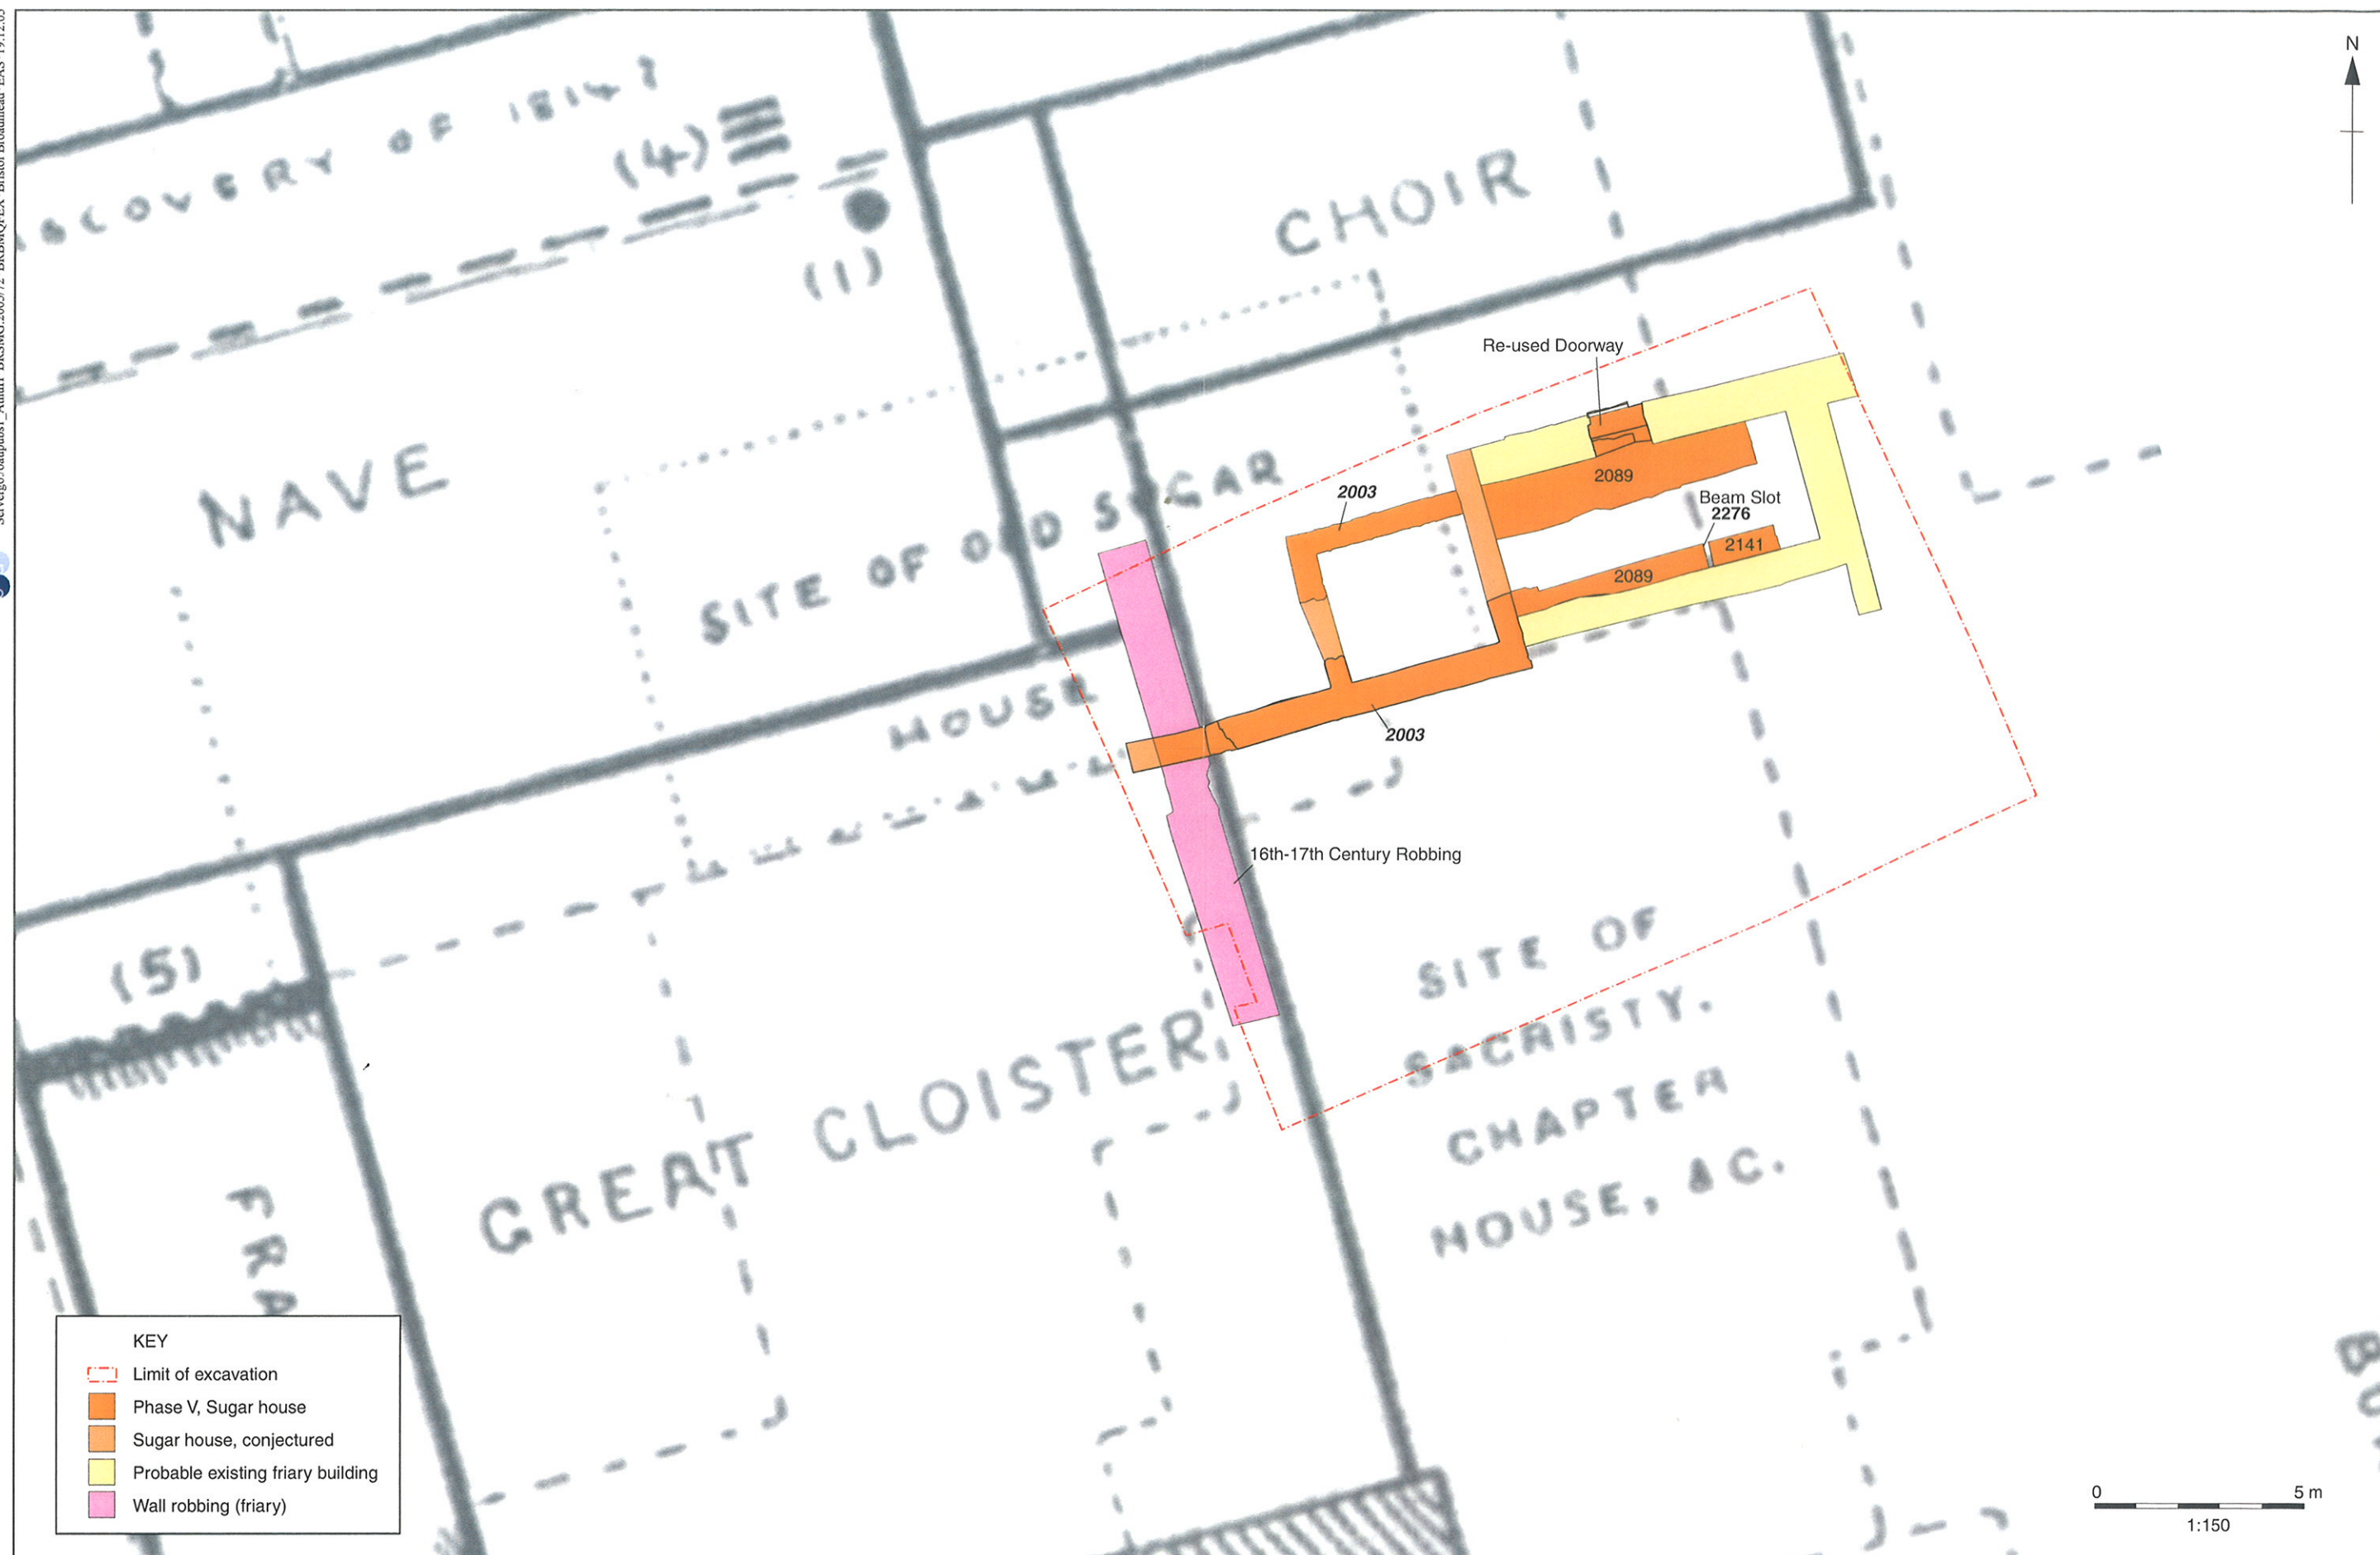 N
ISCOVERY OF 1814?
(4)
(1)
CHOIR
NAVE
Re-used Doorway
SITE OF OLD SUGAR
HOUSE
2003
2089
Beam Slot
2276
2141
2089
2003
16th-17th Century Robbing
(5)
GREAT CLOISTER
SITE OF
SACRISTY.
CHAPTER
HOUSE, &C.
FRA
KEY
Limit of excavation
Phase V, Sugar house
Sugar house, conjectured
Probable existing friary building
Wall robbing (friary)
0 5 m
1:150